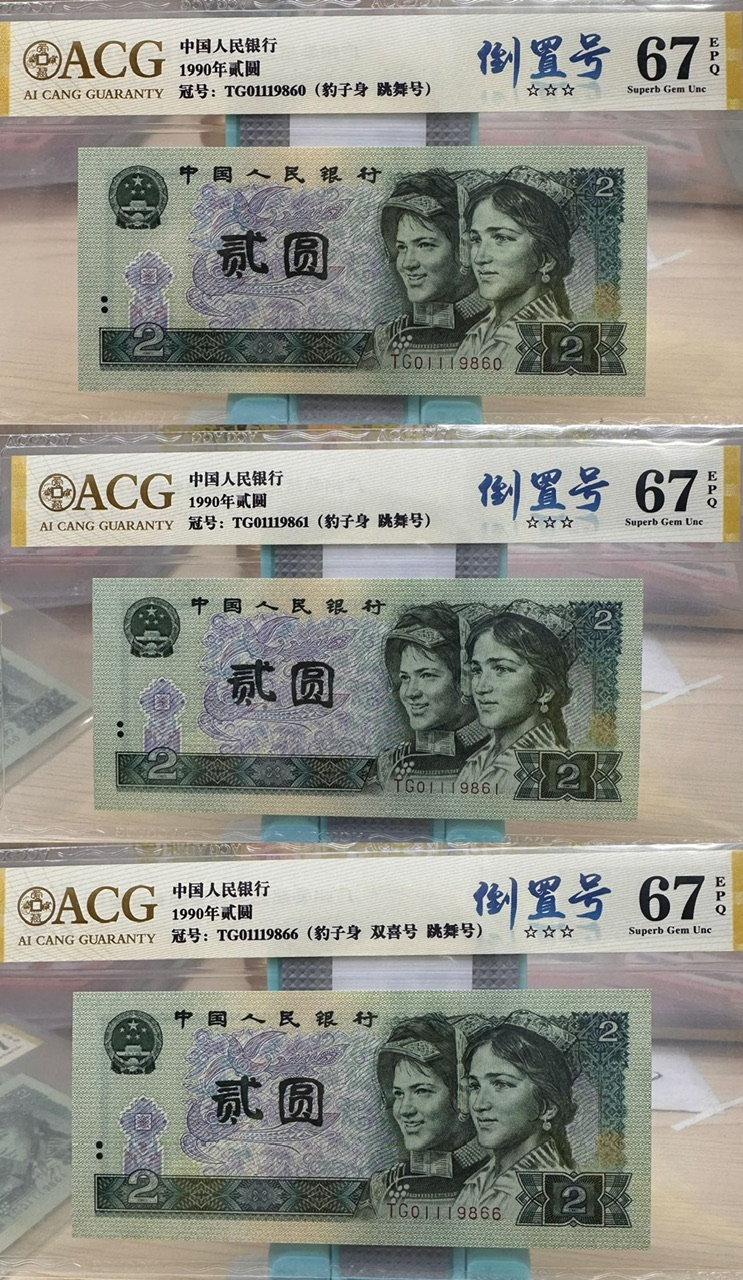 ACG
AI CANG GUARANTY
中国人民银行
1990年贰圆
冠号：TG01119860（豹子身 跳舞号）
倒置号
☆☆☆
67
EPQ
Superb Gem Unc
中国人民银行
2
贰圆
2
TG01119860
2
ACG
AI CANG GUARANTY
中国人民银行
1990年贰圆
冠号：TG01119861（豹子身 跳舞号）
倒置号
☆☆☆
67
EPQ
Superb Gem Unc
中国人民银行
2
贰圆
2
TG01119861
2
ACG
AI CANG GUARANTY
中国人民银行
1990年贰圆
冠号：TG01119866（豹子身 双喜号 跳舞号）
倒置号
☆☆☆
67
EPQ
Superb Gem Unc
中国人民银行
2
贰圆
2
TG01119866
2